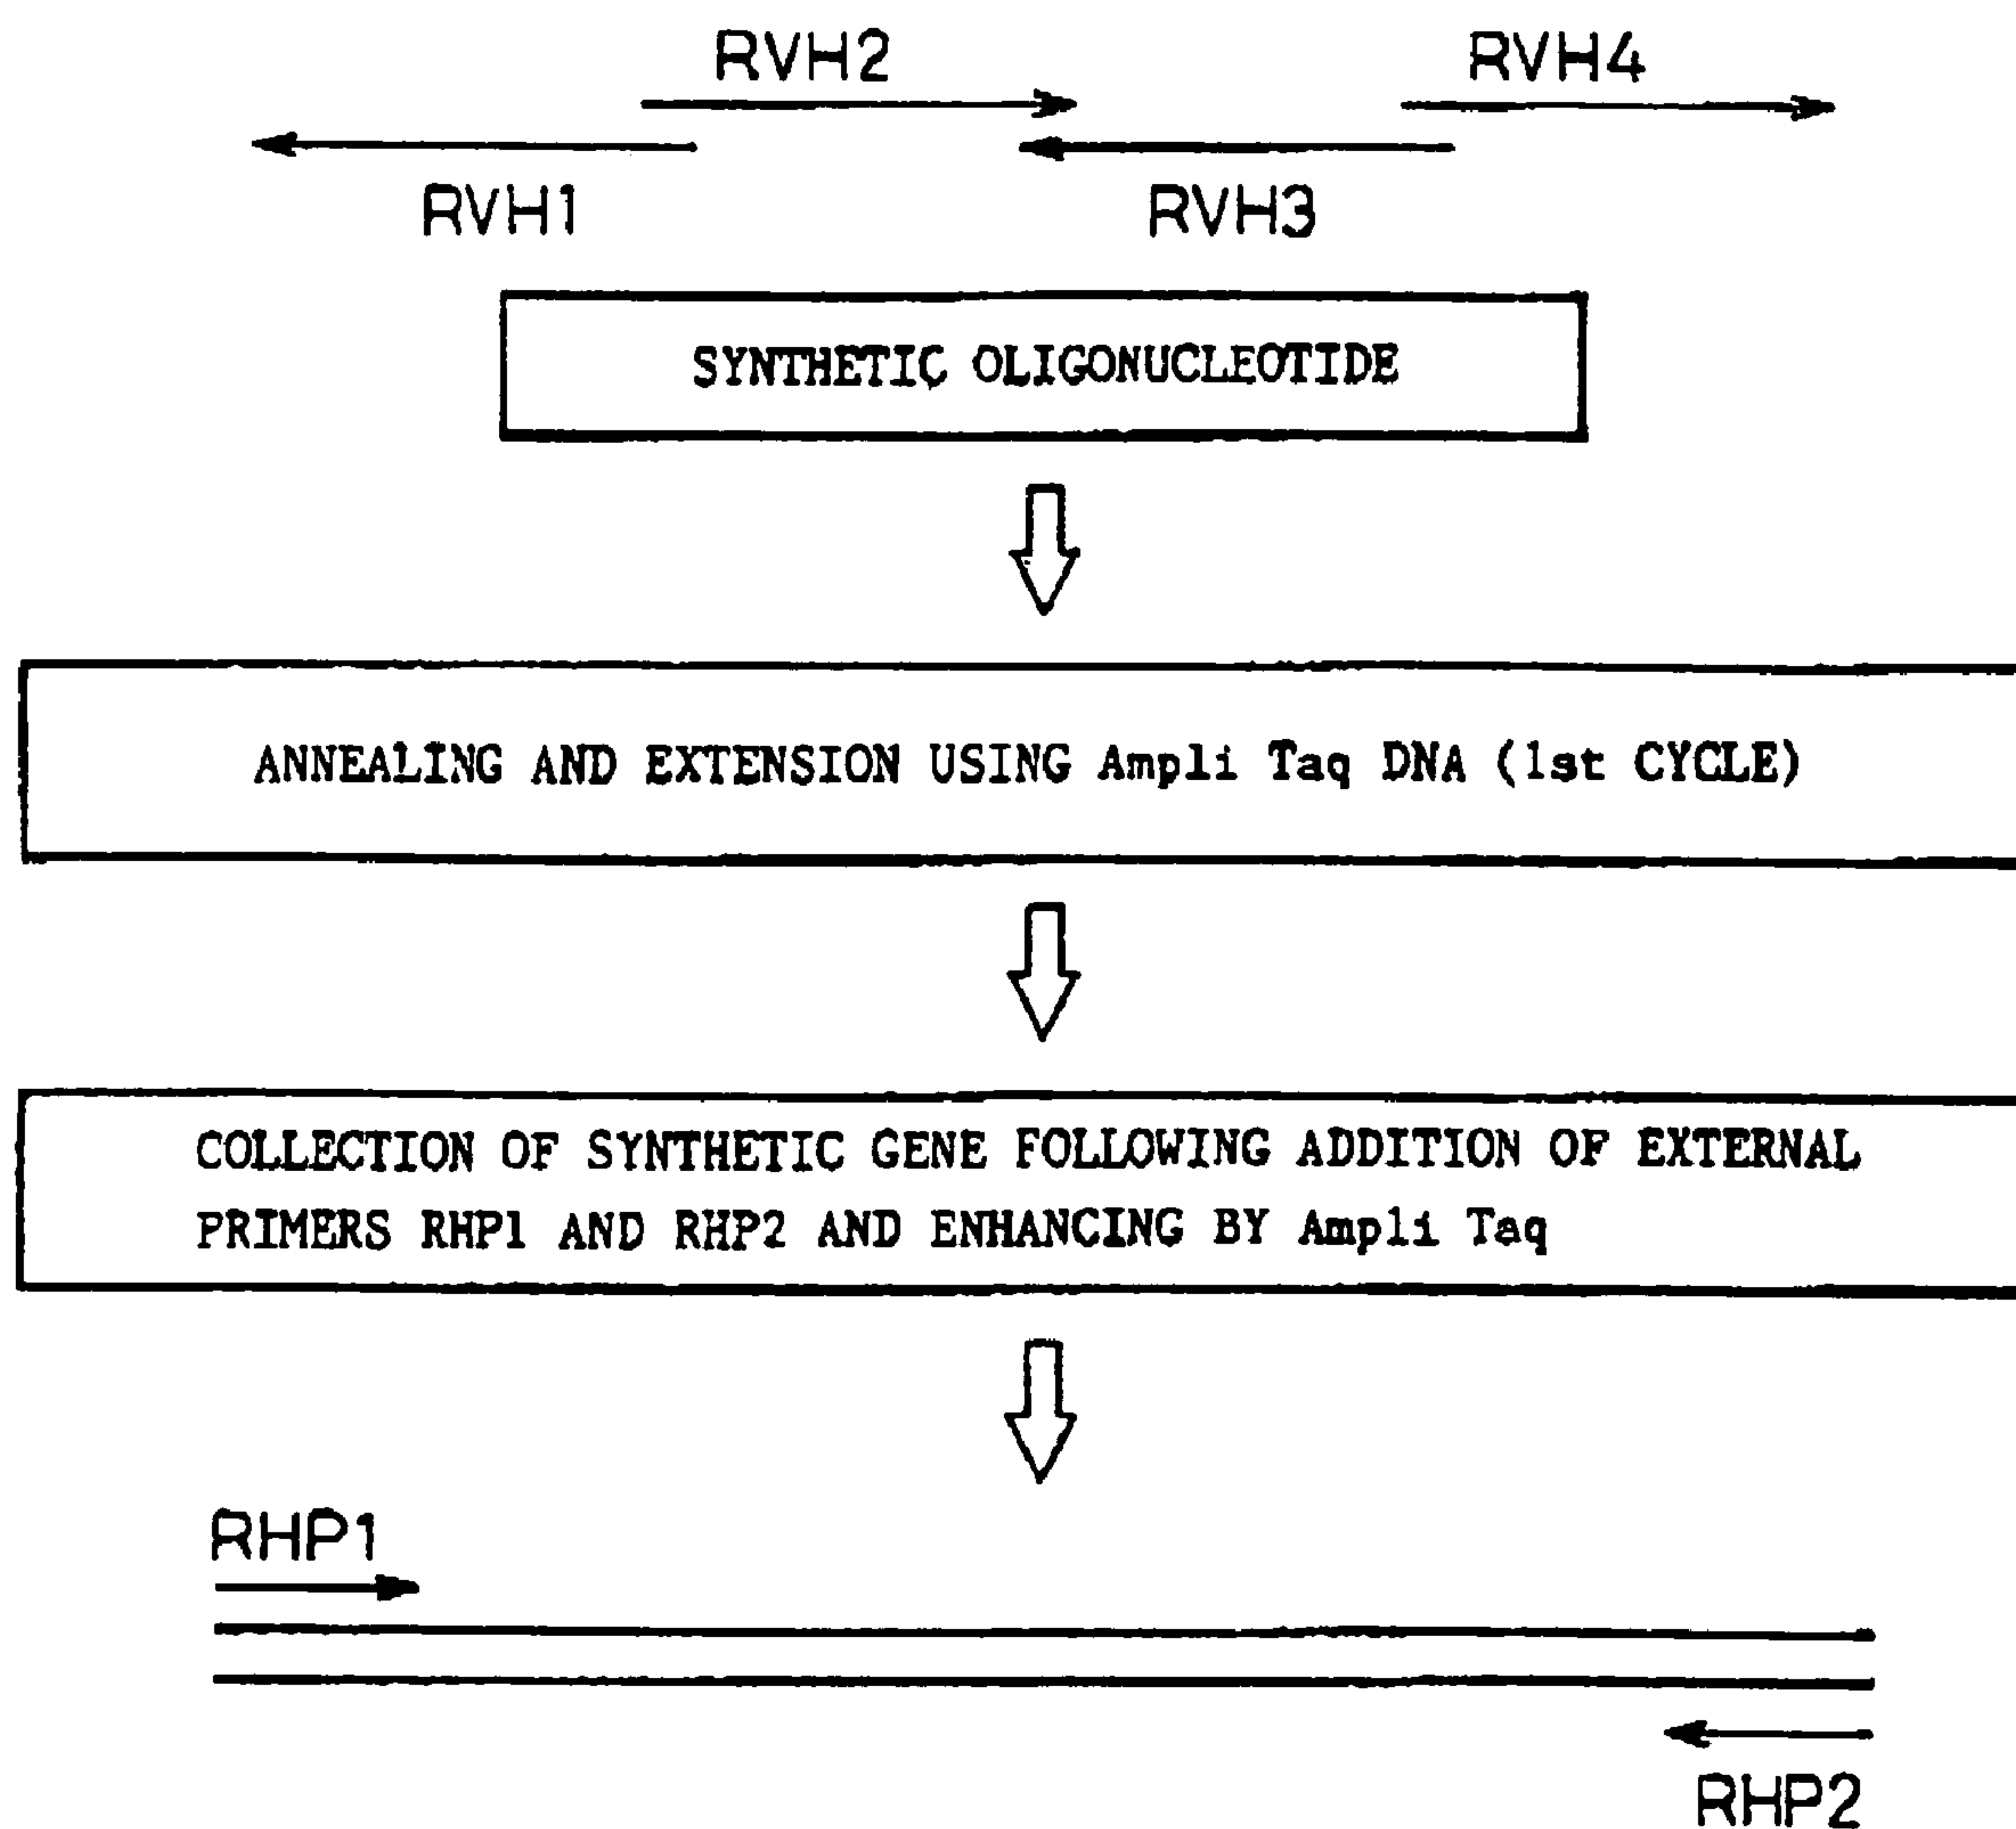 RVH2
RVH4
RVH1
RVH3
SYNTHETIC OLIGONUCLEOTIDE
ANNEALING AND EXTENSION USING Ampli Taq DNA (1st CYCLE)
COLLECTION OF SYNTHETIC GENE FOLLOWING ADDITION OF EXTERNAL
PRIMERS RHP1 AND RHP2 AND ENHANCING BY Ampli Taq
RHP1
RHP2